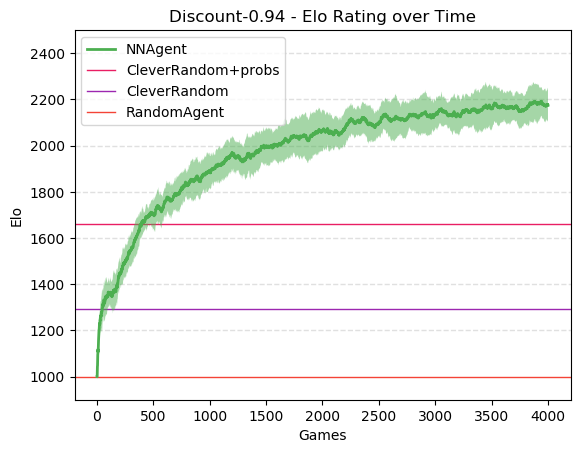 Discount-0.94 - Elo Rating over Time
NNAgent
CleverRandom+probs
CleverRandom
RandomAgent
2400
2200
2000
1800
1600
1400
1200
1000
Elo
0 500 1000 1500 2000 2500 3000 3500 4000
Games